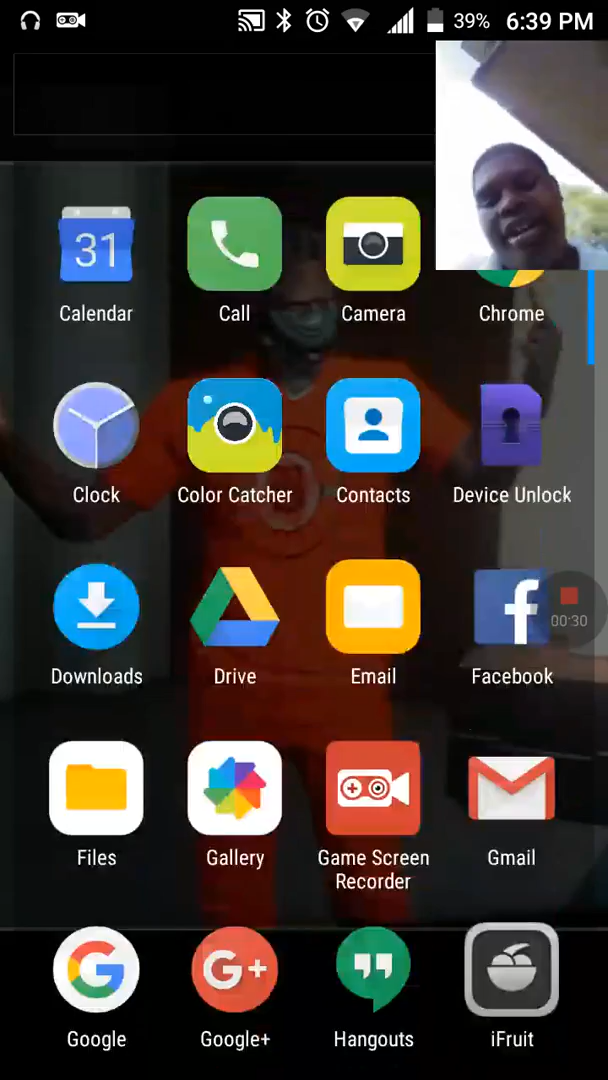 39% 6:39 PM
31
Calendar Call Camera Chrome
Clock Color Catcher Contacts Device Unlock
00:30
Downloads Drive Email Facebook
Files Gallery Game Screen Recorder Gmail
G G+
Google Google+ Hangouts iFruit